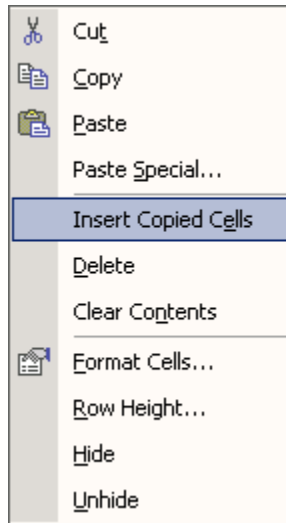 Cut
Copy
Paste
Paste Special...
Insert Copied Cells
Delete
Clear Contents
Format Cells...
Row Height...
Hide
Unhide